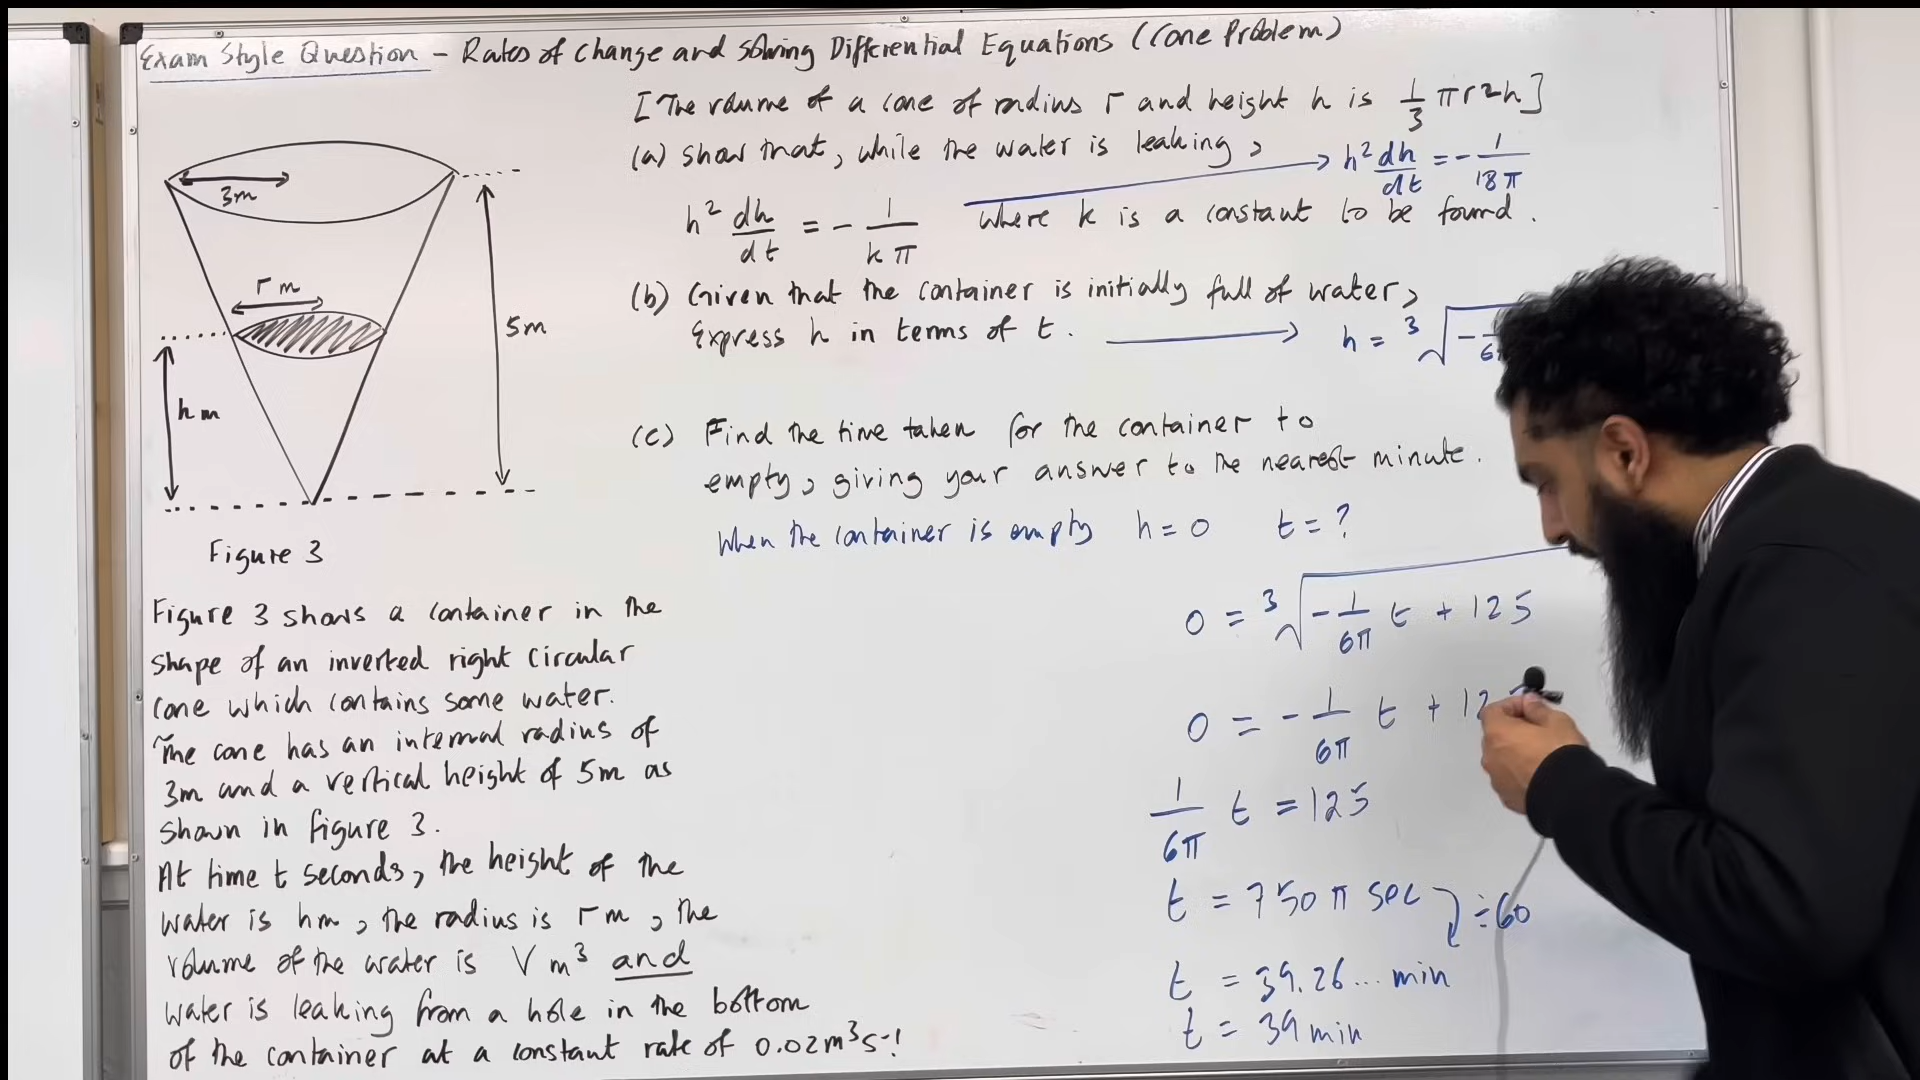 Exam Style Question - Rates of Change and Solving Differential Equations (Cone Problem)
[The volume of a cone of radius r and height h is 1/3 πr²h]
(a) Show that, while the water is leaking,
h² dh/dt = - 1/18π
h² dh/dt = - 1/kπ where k is a constant to be found.
(b) Given that the container is initially full of water,
Express h in terms of t.
h = ³√ - 1/6
(c) Find the time taken for the container to
empty, giving your answer to the nearest minute.
When the container is empty h = 0 t = ?
0 = ³√ - 1/6π t + 125
0 = - 1/6π t + 12
1/6π t = 125
t = 750π sec ÷60
t = 39.26... min
t = 39 min
3m
r m
5m
h m
Figure 3
Figure 3 shows a container in the
shape of an inverted right circular
cone which contains some water.
The cone has an internal radius of
3m and a vertical height of 5m as
shown in figure 3.
At time t seconds, the height of the
water is hm, the radius is r m, the
volume of the water is V m³ and
water is leaking from a hole in the bottom
of the container at a constant rate of 0.02m³s⁻¹.